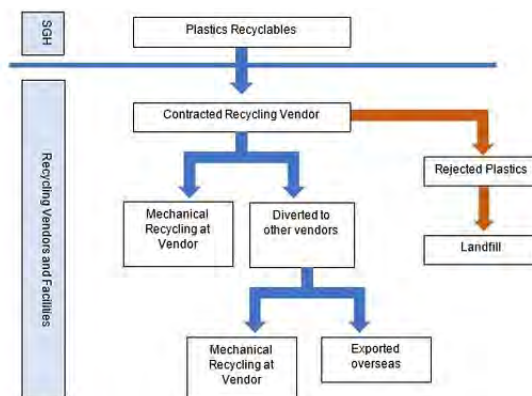 SGH
Plastics Recyclables
Recycling Vendors and Facilities
Contracted Recycling Vendor
Rejected Plastics
Mechanical
Recycling at
Vendor
Diverted to
other vendors
Landfill
Mechanical
Recycling at
Vendor
Exported
overseas